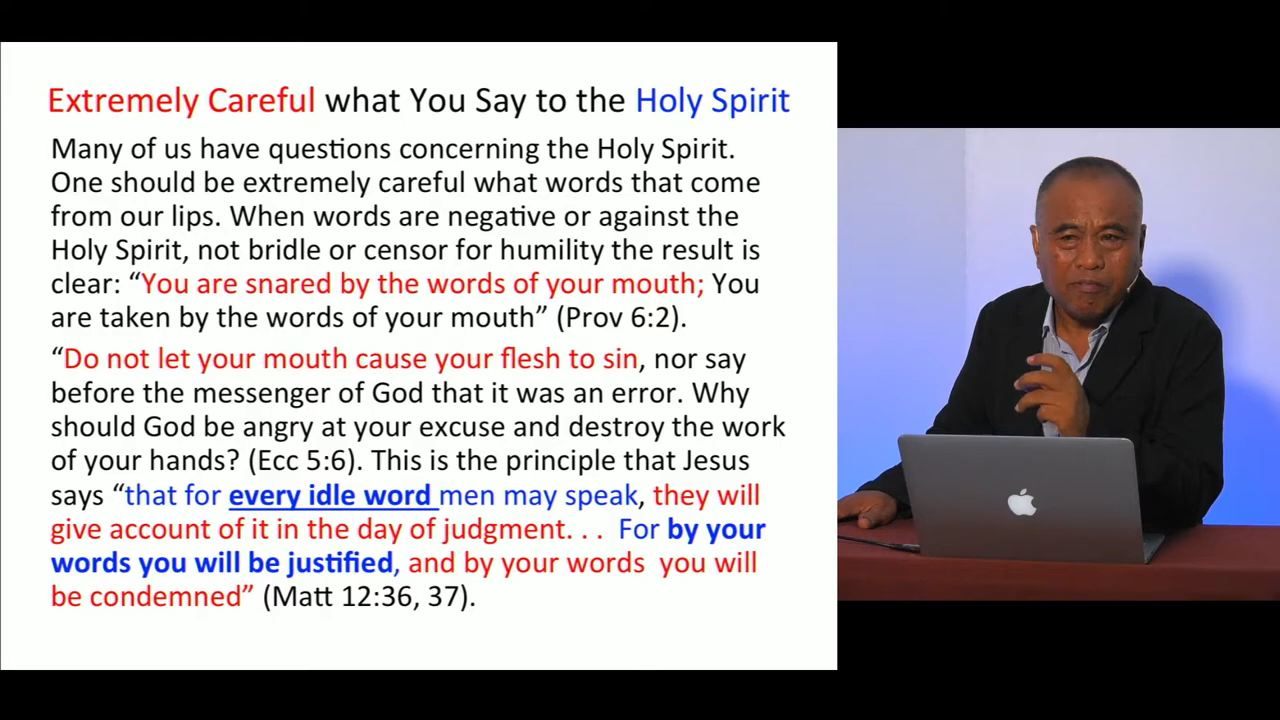 Extremely Careful what You Say to the Holy Spirit
Many of us have questions concerning the Holy Spirit.
One should be extremely careful what words that come
from our lips. When words are negative or against the
Holy Spirit, not bridle or censor for humility the result is
clear: “You are snared by the words of your mouth; You
are taken by the words of your mouth” (Prov 6:2).
“Do not let your mouth cause your flesh to sin, nor say
before the messenger of God that it was an error. Why
should God be angry at your excuse and destroy the work
of your hands? (Ecc 5:6). This is the principle that Jesus
says “that for every idle word men may speak, they will
give account of it in the day of judgment. . .  For by your
words you will be justified, and by your words  you will
be condemned” (Matt 12:36, 37).